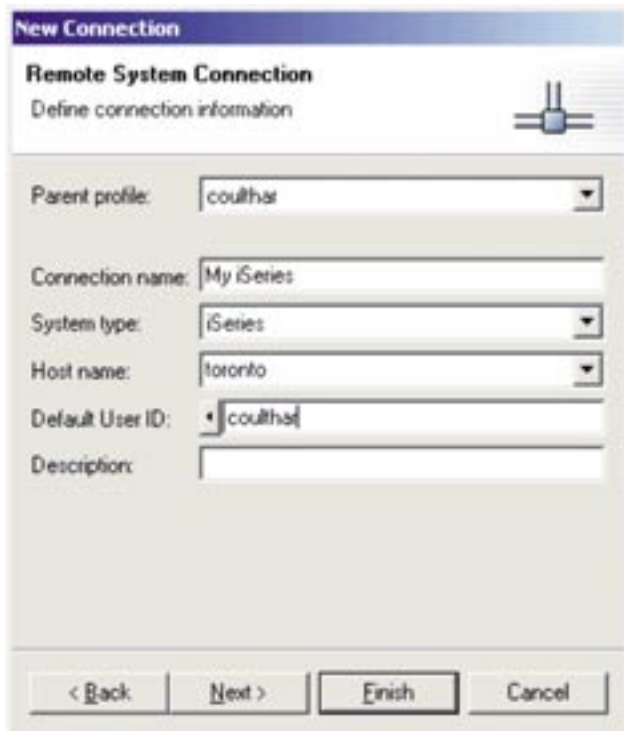 New Connection
Remote System Connection
Define connection information
Parent profile: coulthar
Connection name: My iSeries
System type: iSeries
Host name: toronto
Default User ID: coulthar
Description:
< Back Next > Finish Cancel